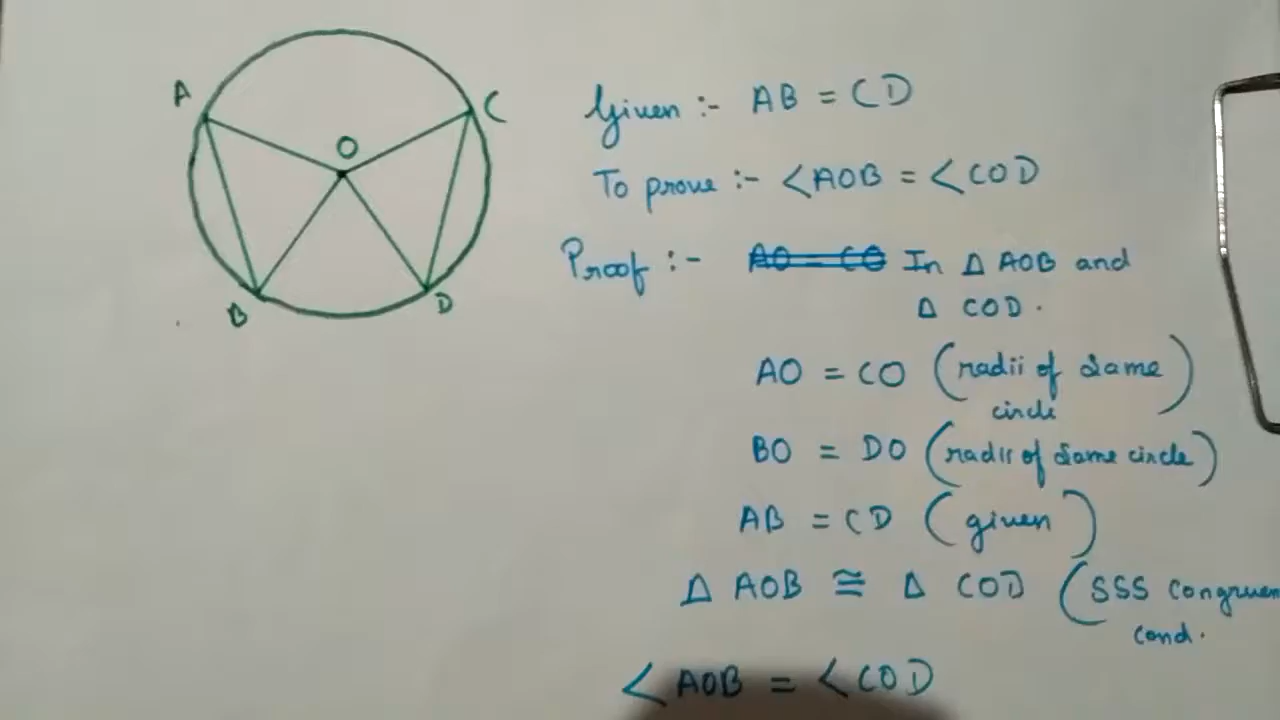 A
C
O
B
D
Given :- AB = CD
To prove :- <AOB = <COD
Proof :- AO = CO In Δ AOB and
Δ COD.
AO = CO (radii of same
circle)
BO = DO (radii of same circle)
AB = CD (given)
Δ AOB ≅ Δ COD (SSS congruen
cond.
<AOB = <COD